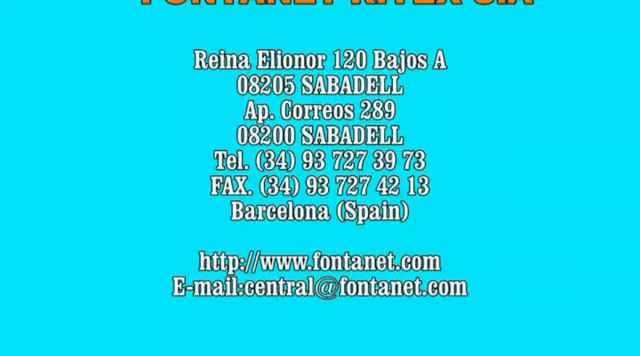 Reina Elionor 120 Bajos A
08205 SABADELL
Ap. Correos 289
08200 SABADELL
Tel. (34) 93 727 39 73
FAX. (34) 93 727 42 13
Barcelona (Spain)
http://www.fontanet.com
E-mail:central@fontanet.com